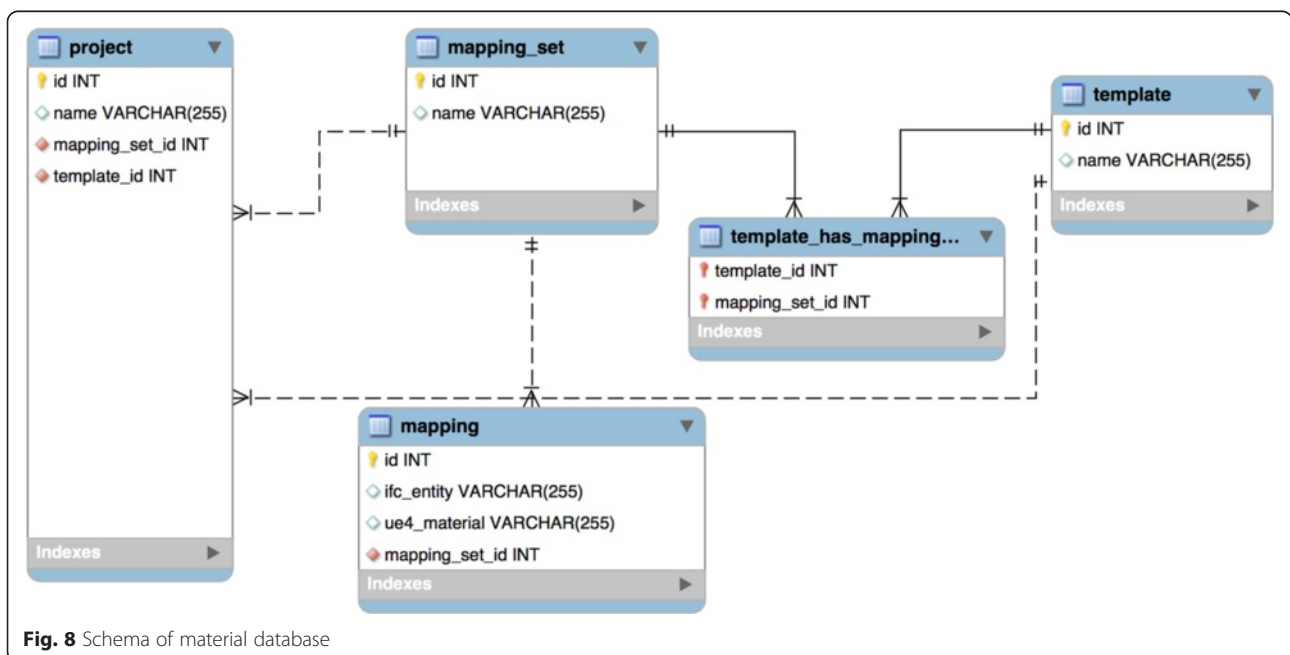 project
id INT
name VARCHAR(255)
mapping_set_id INT
template_id INT
Indexes
mapping_set
id INT
name VARCHAR(255)
Indexes
template
id INT
name VARCHAR(255)
Indexes
template_has_mapping...
template_id INT
mapping_set_id INT
Indexes
mapping
id INT
ifc_entity VARCHAR(255)
ue4_material VARCHAR(255)
mapping_set_id INT
Indexes
Fig. 8 Schema of material database